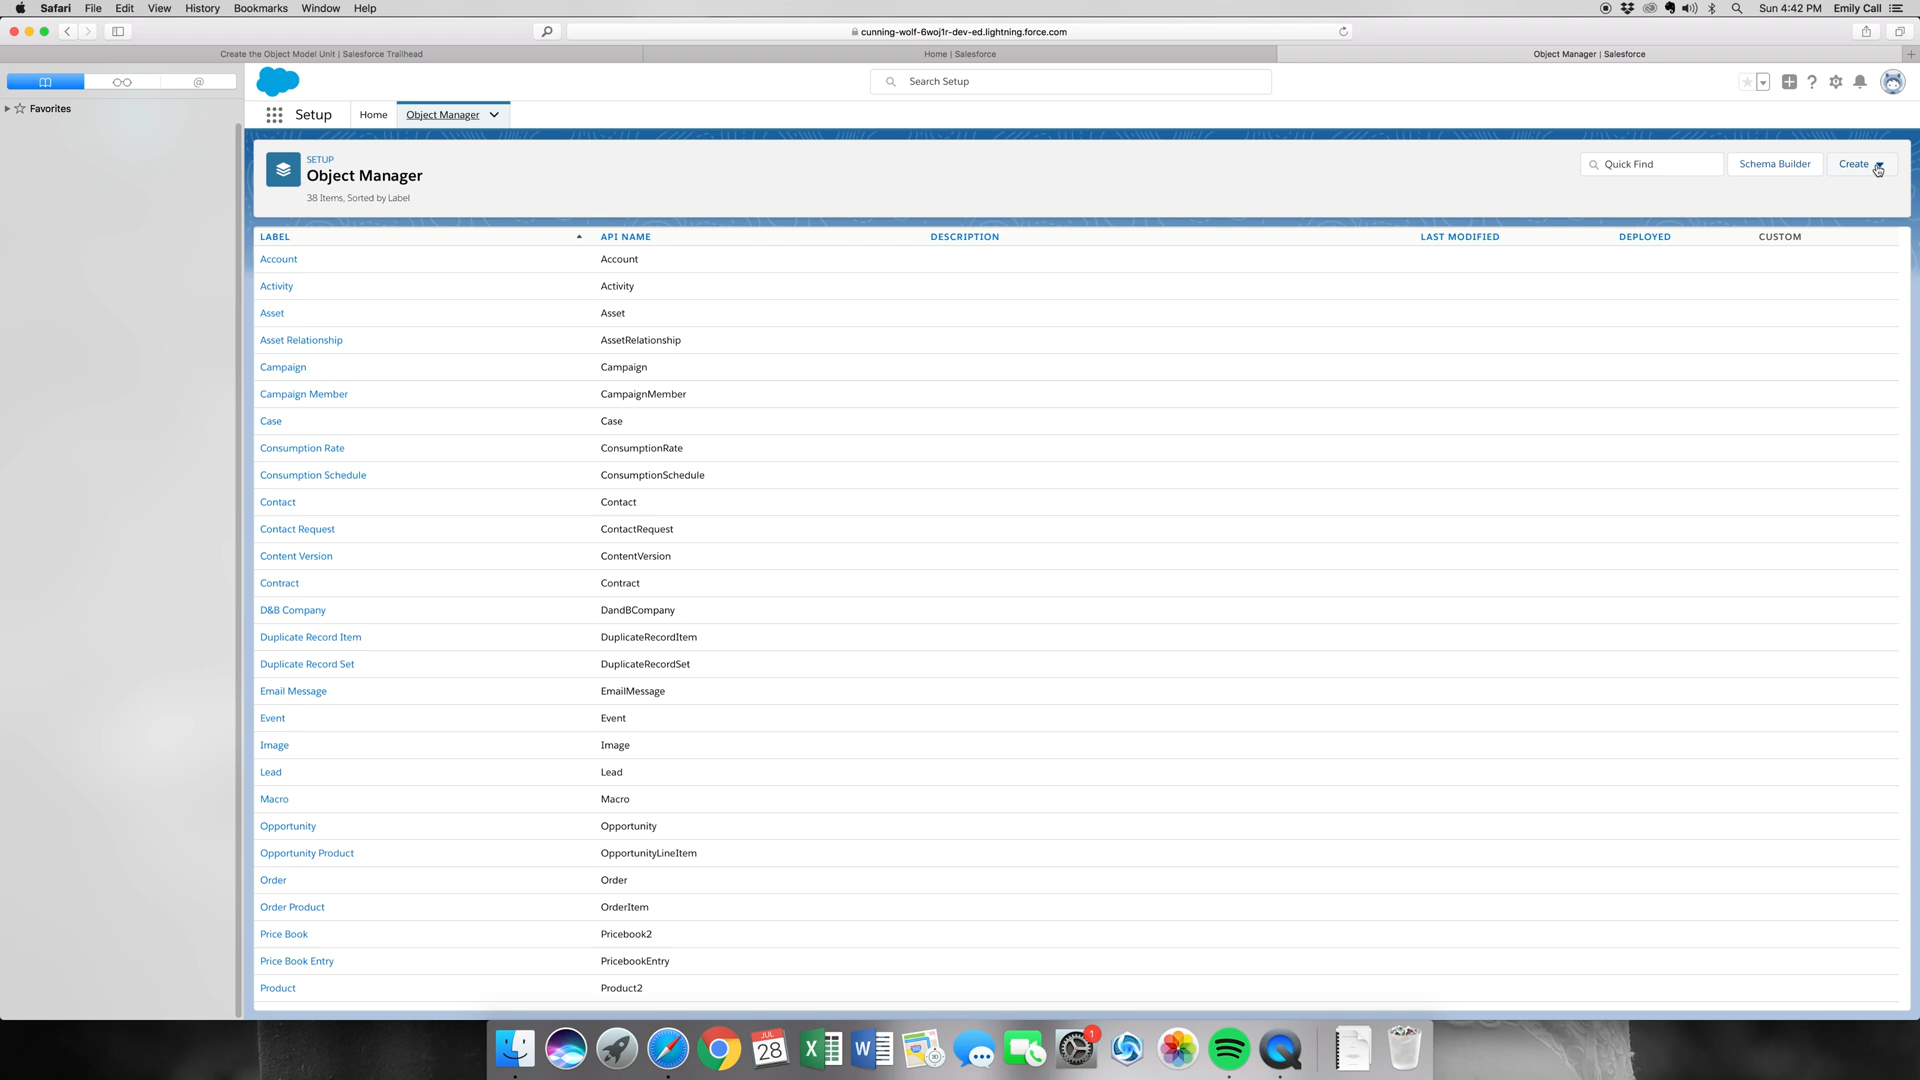 Safari File Edit View History Bookmarks Window Help Sun 4:42 PM Emily Call
cunning-wolf-6woj1r-dev-ed.lightning.force.com
Create the Object Model Unit | Salesforce Trailhead Home | Salesforce Object Manager | Salesforce
Search Setup
Favorites
Setup Home Object Manager
SETUP
Object Manager
38 Items, Sorted by Label
Quick Find Schema Builder Create
LABEL API NAME DESCRIPTION LAST MODIFIED DEPLOYED CUSTOM
Account Account
Activity Activity
Asset Asset
Asset Relationship AssetRelationship
Campaign Campaign
Campaign Member CampaignMember
Case Case
Consumption Rate ConsumptionRate
Consumption Schedule ConsumptionSchedule
Contact Contact
Contact Request ContactRequest
Content Version ContentVersion
Contract Contract
D&B Company DandBCompany
Duplicate Record Item DuplicateRecordItem
Duplicate Record Set DuplicateRecordSet
Email Message EmailMessage
Event Event
Image Image
Lead Lead
Macro Macro
Opportunity Opportunity
Opportunity Product OpportunityLineItem
Order Order
Order Product OrderItem
Price Book Pricebook2
Price Book Entry PricebookEntry
Product Product2
JUL
28
1